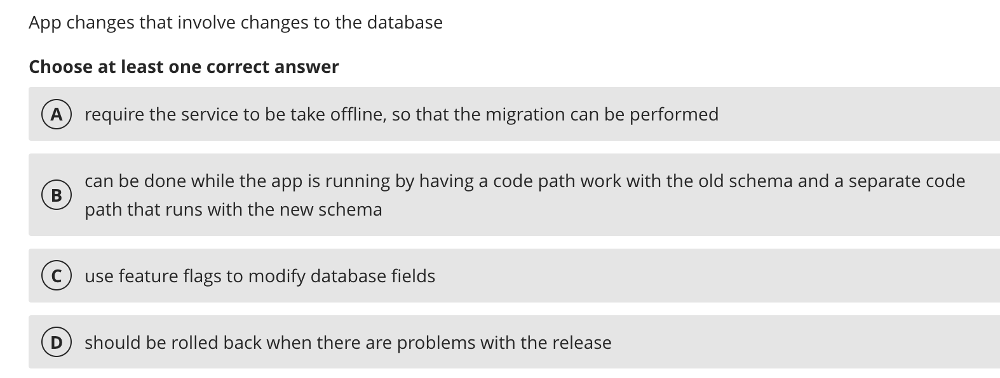 App changes that involve changes to the database
Choose at least one correct answer
A require the service to be take offline, so that the migration can be performed
B can be done while the app is running by having a code path work with the old schema and a separate code
path that runs with the new schema
C use feature flags to modify database fields
D should be rolled back when there are problems with the release